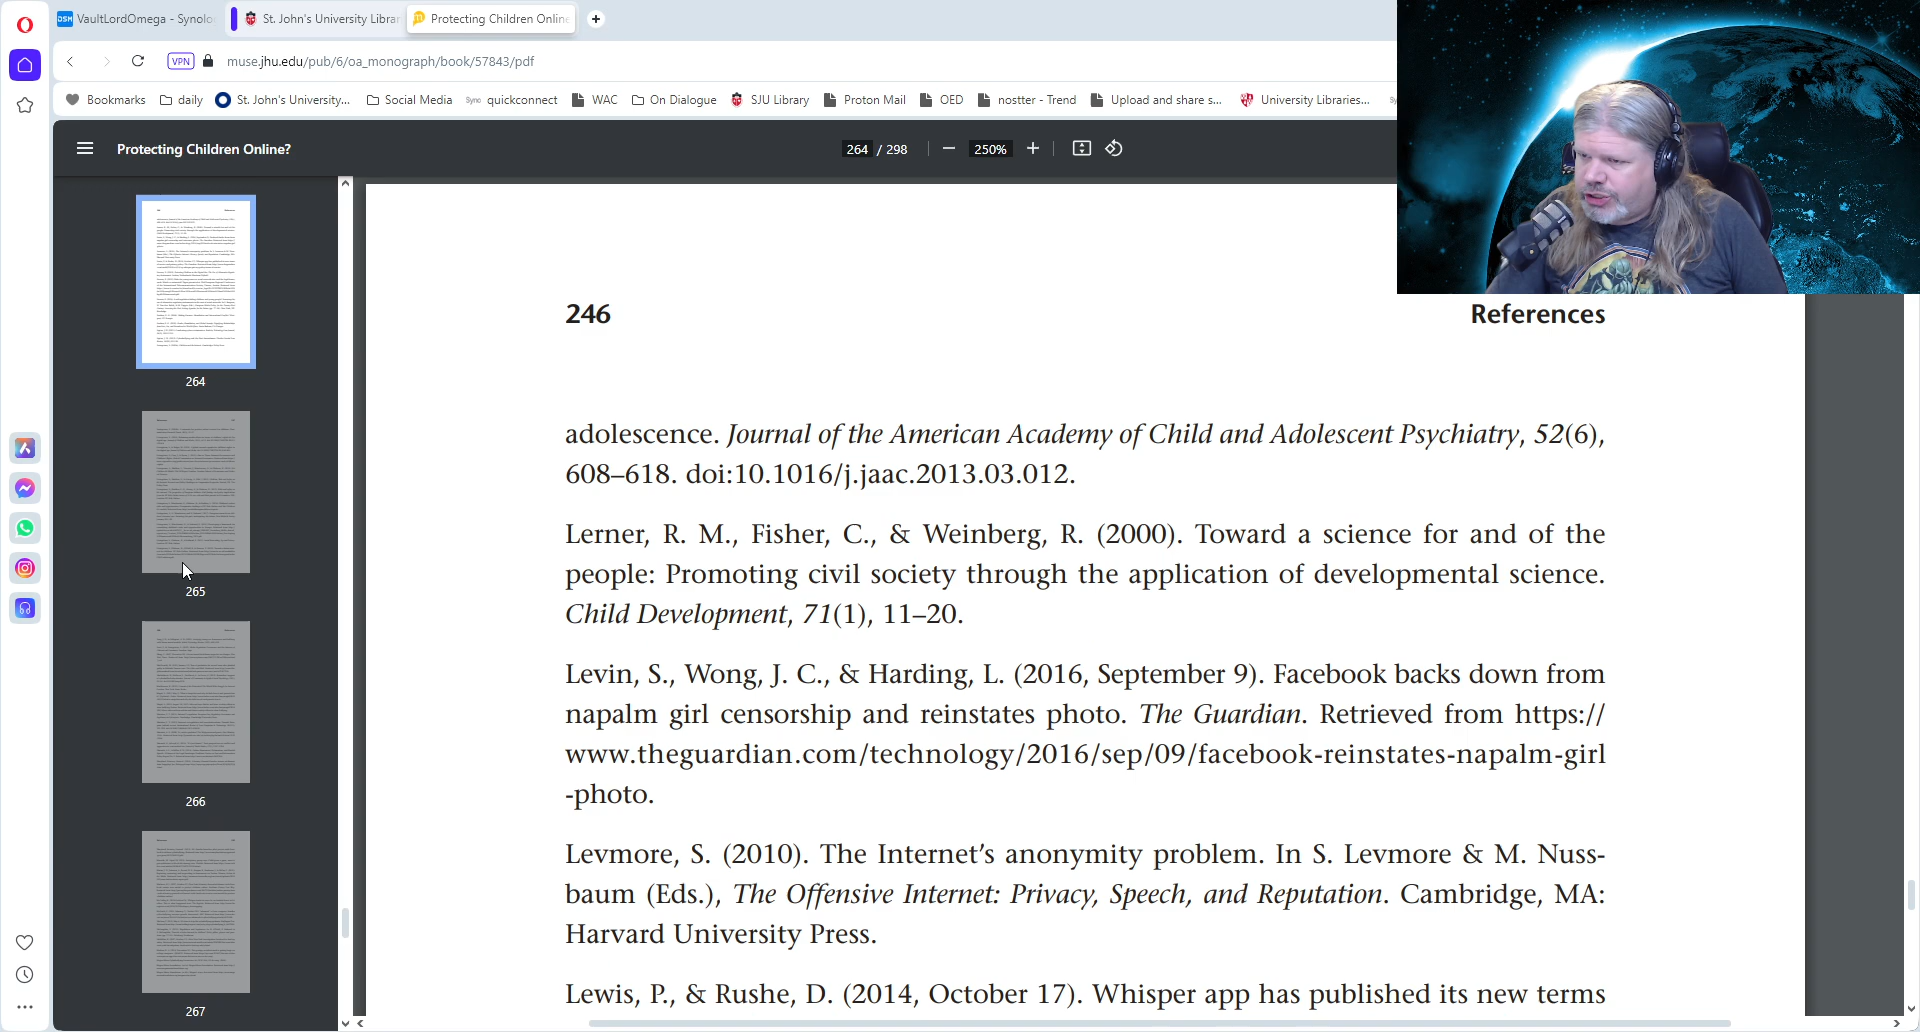 VaultLordOmega - Synolo
St. John's University Librar
Protecting Children Online
VPN
muse.jhu.edu/pub/6/oa_monograph/book/57843/pdf
Bookmarks
daily
St. John's University...
Social Media
Syno quickconnect
WAC
On Dialogue
SJU Library
Proton Mail
OED
nostter - Trend
Upload and share s...
University Libraries...
Protecting Children Online?
264 / 298
250%
264
265
266
267
246
References
adolescence. Journal of the American Academy of Child and Adolescent Psychiatry, 52(6),
608–618. doi:10.1016/j.jaac.2013.03.012.
Lerner, R. M., Fisher, C., & Weinberg, R. (2000). Toward a science for and of the
people: Promoting civil society through the application of developmental science.
Child Development, 71(1), 11–20.
Levin, S., Wong, J. C., & Harding, L. (2016, September 9). Facebook backs down from
napalm girl censorship and reinstates photo. The Guardian. Retrieved from https://
www.theguardian.com/technology/2016/sep/09/facebook-reinstates-napalm-girl
-photo.
Levmore, S. (2010). The Internet's anonymity problem. In S. Levmore & M. Nuss-
baum (Eds.), The Offensive Internet: Privacy, Speech, and Reputation. Cambridge, MA:
Harvard University Press.
Lewis, P., & Rushe, D. (2014, October 17). Whisper app has published its new terms